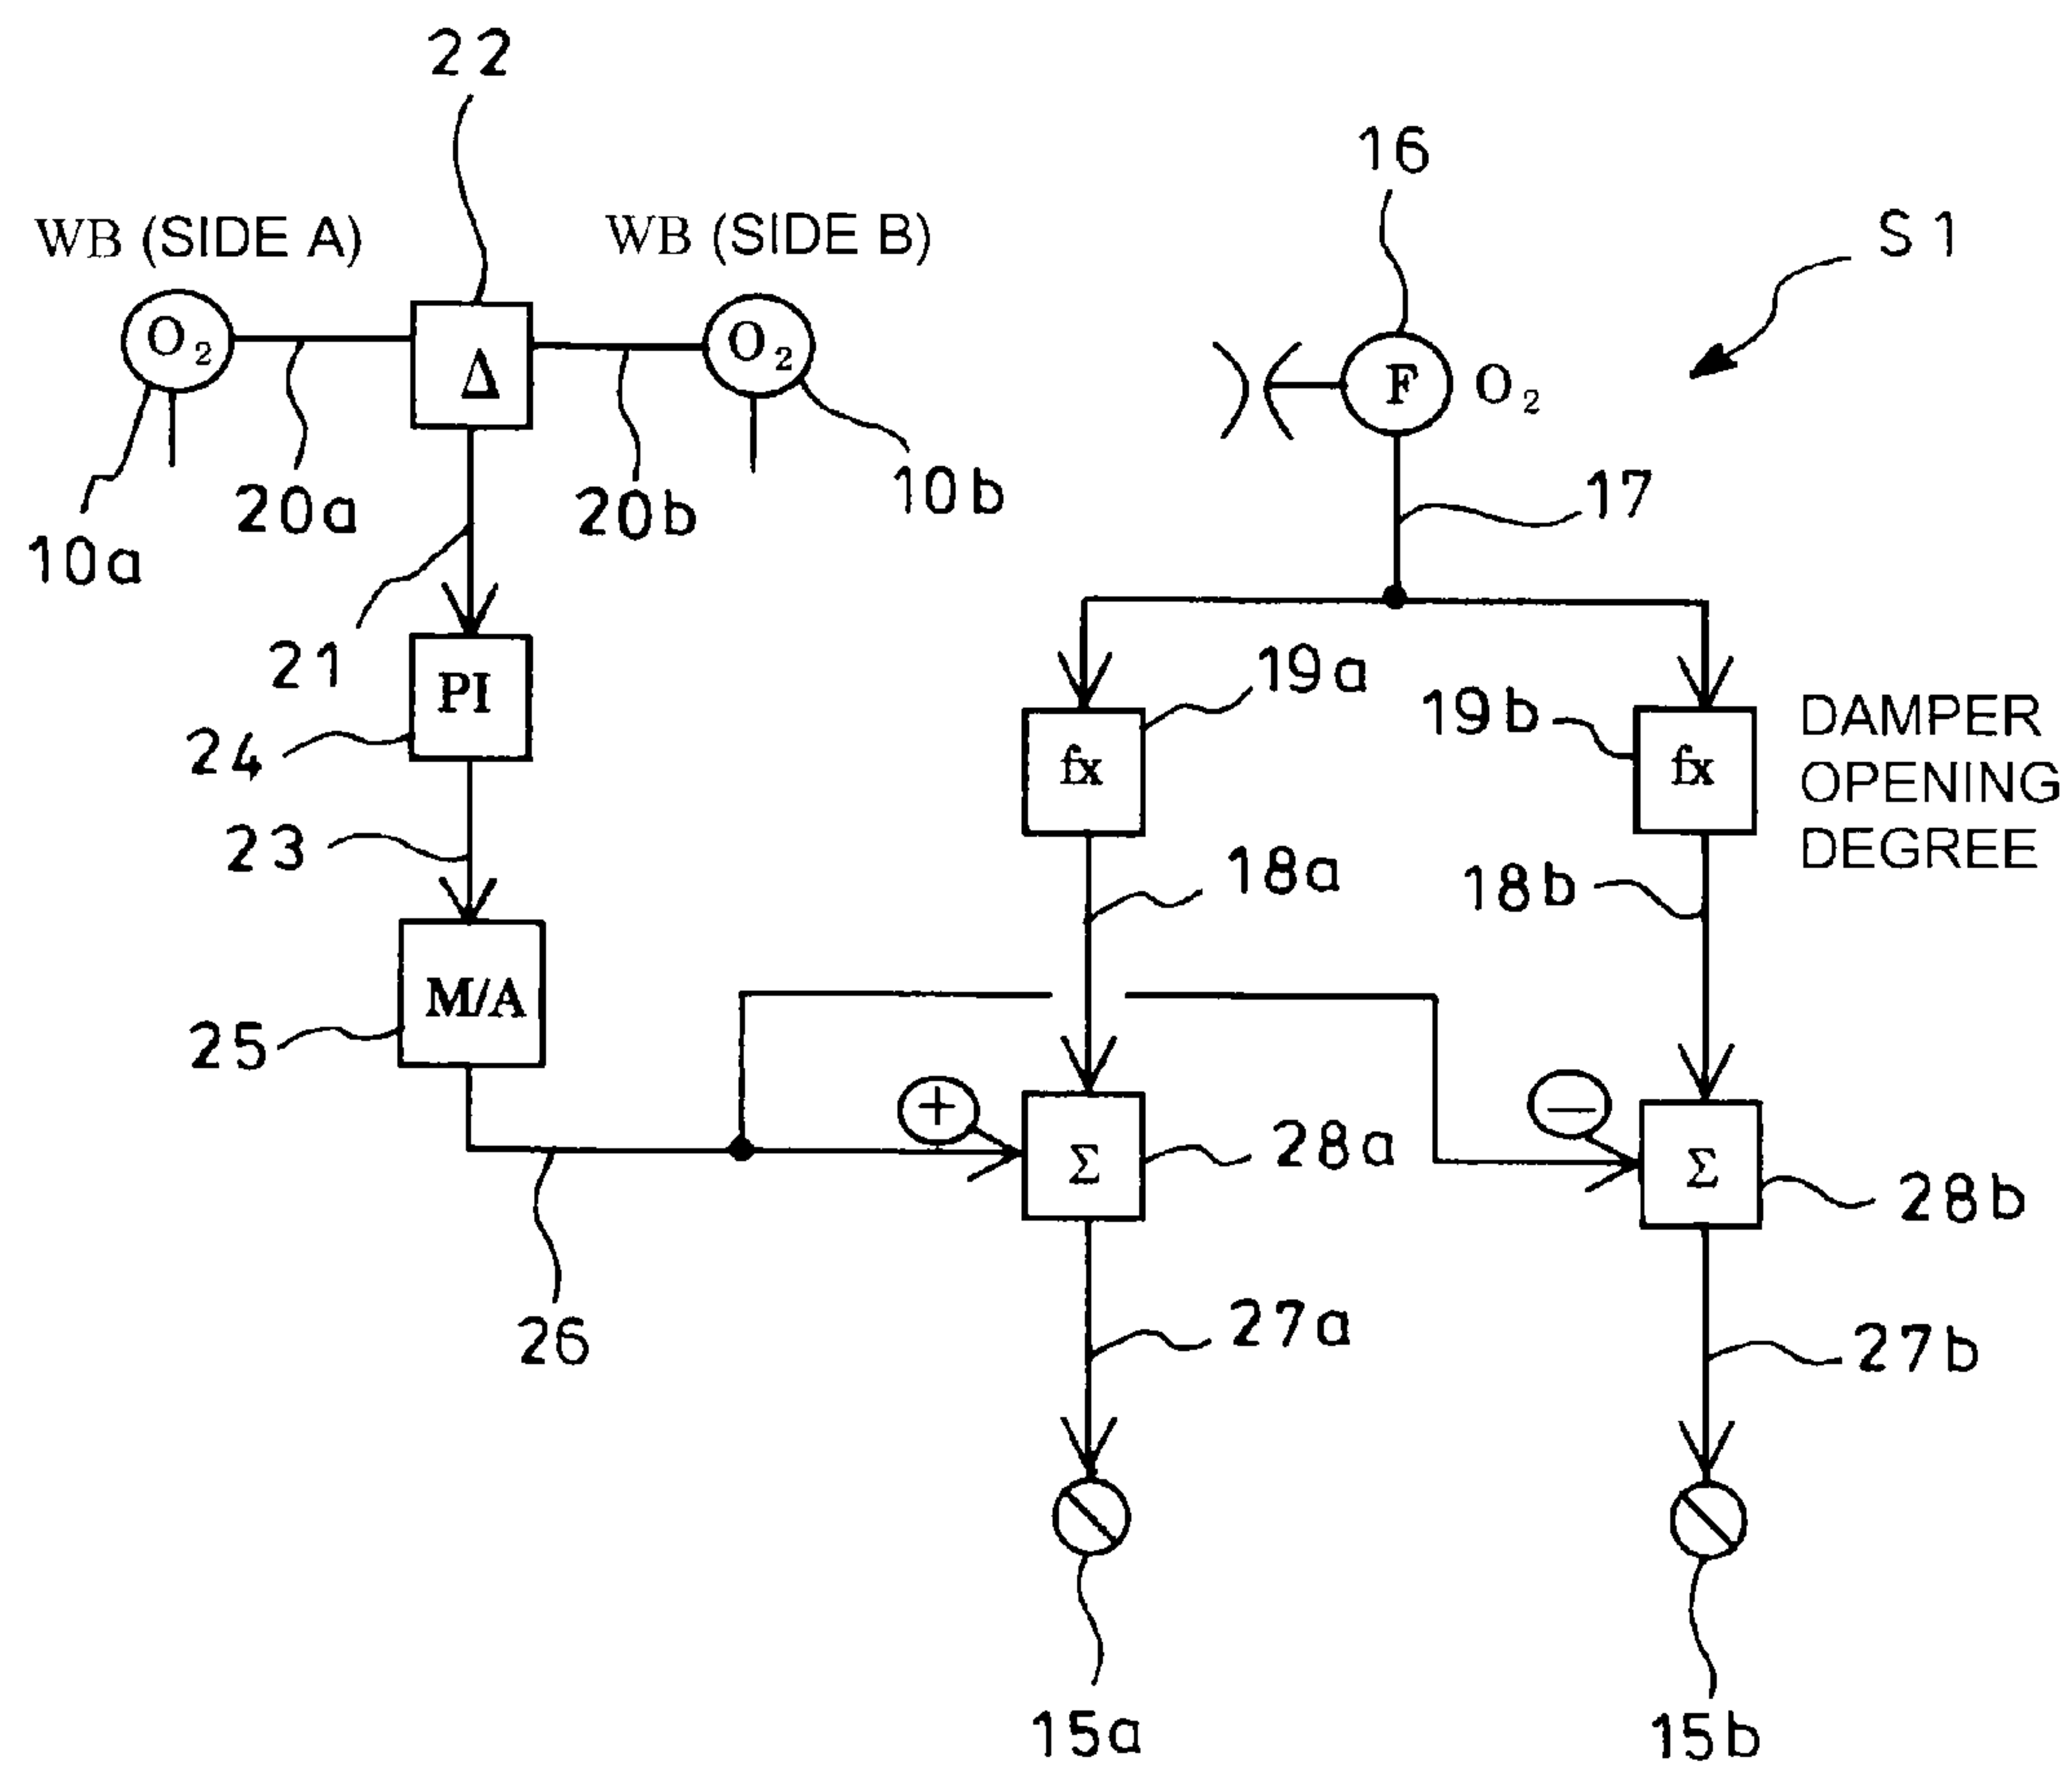 22
16
WB (SIDE A)
WB (SIDE B)
S1
O2
Δ
O2
F
O2
10a
20a
20b
10b
17
21
PI
24
19a
19b
fx
fx
DAMPER
OPENING
DEGREE
23
18a
18b
M/A
25
+
−
Σ
28a
Σ
28b
26
27a
27b
15a
15b